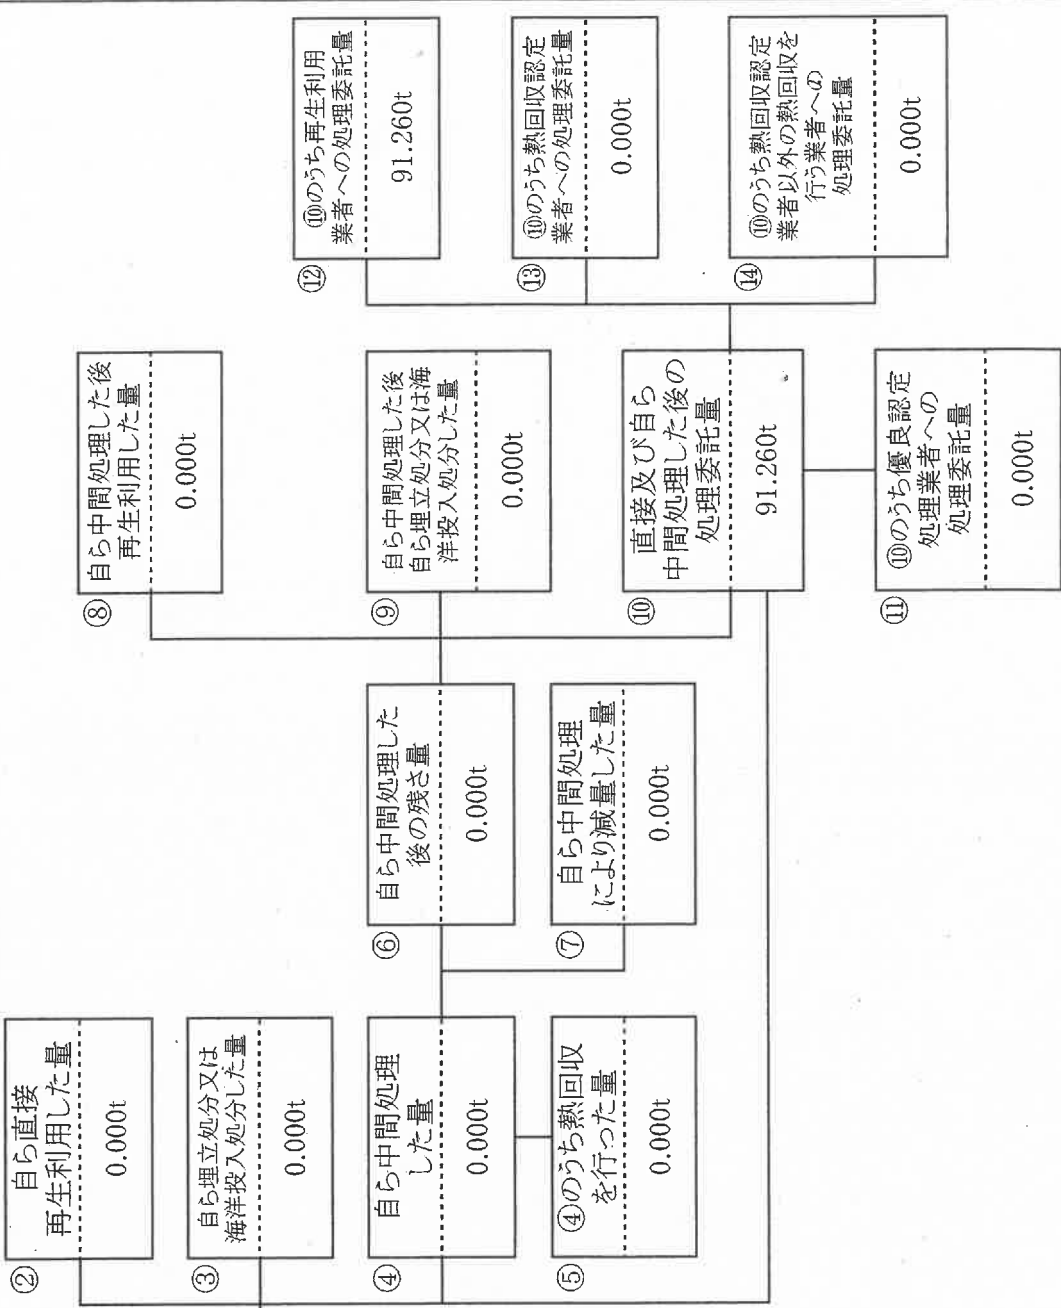 ②
自ら直接
再生利用した量
0.000t
③
自ら埋立処分又は
海洋投入処分した量
0.000t
④
自ら中間処理
した量
0.000t
⑤
④のうち熱回収
を行った量
0.000t
⑥
自ら中間処理した
後の残さ量
0.000t
⑦
自ら中間処理
により減量した量
0.000t
⑧
自ら中間処理した後
再生利用した量
0.000t
⑨
自ら中間処理した後
自ら埋立処分又は海
洋投入処分した量
0.000t
⑩
直接及び自ら
中間処理した後の
処理委託量
91.260t
⑪
⑩のうち優良認定
処理業者への
処理委託量
0.000t
⑫
⑩のうち再生利用
業者への処理委託量
91.260t
⑬
⑩のうち熱回収認定
業者への処理委託量
0.000t
⑭
⑩のうち熱回収認定
業者以外の熱回収を
行う業者への
処理委託量
0.000t